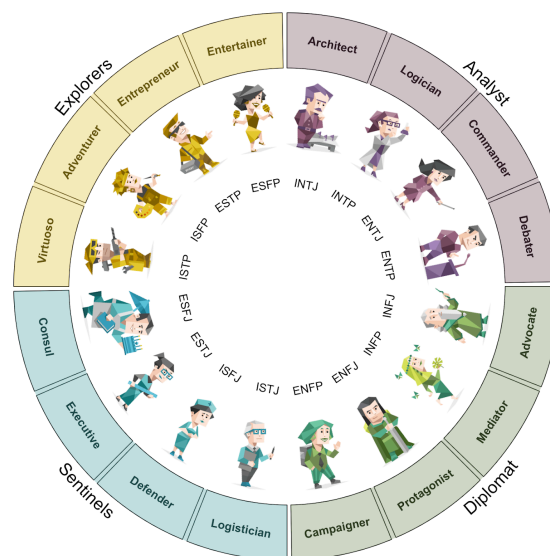 Explorers
Analyst
Sentinels
Diplomat
Architect
Logician
Commander
Debater
Advocate
Mediator
Protagonist
Campaigner
Logistician
Defender
Executive
Consul
Virtuoso
Adventurer
Entrepreneur
Entertainer
INTJ
INTP
ENTJ
ENTP
INFJ
INFP
ENFJ
ENFP
ISTJ
ISFJ
ESTJ
ESFJ
ISTP
ISFP
ESTP
ESFP